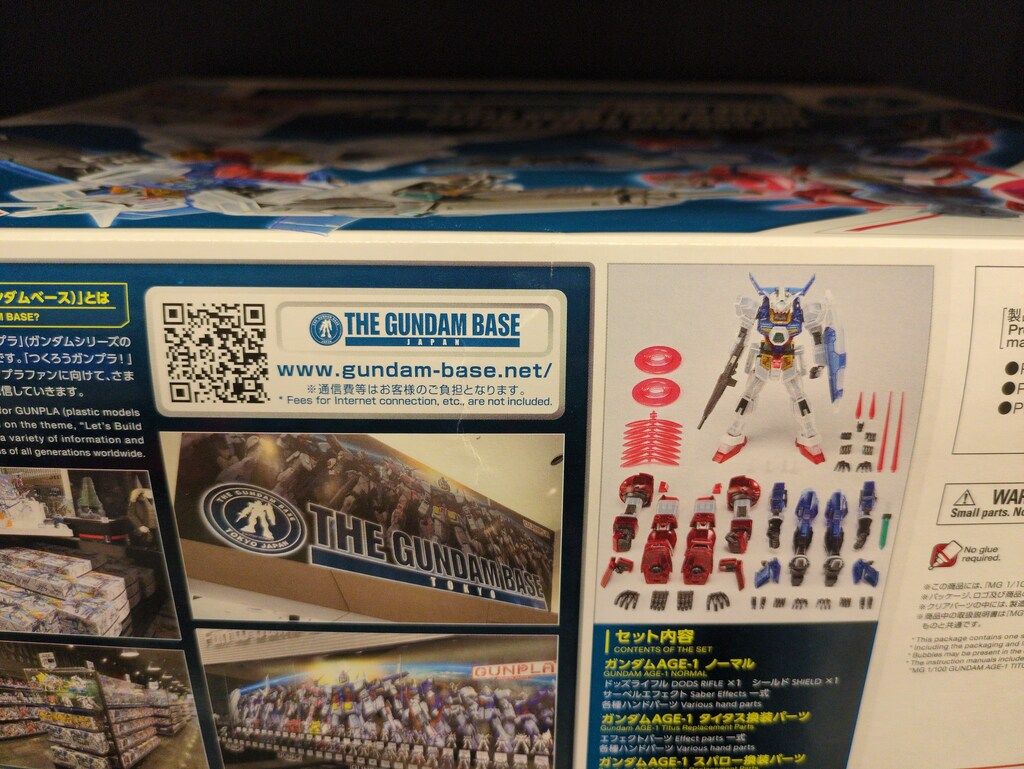 ダムベース)」とは
M BASE?
プラ」(ガンダムシリーズの
です。「つくろうガンプラ!」
プラファンに向けて、さま
信していきます。
for GUNPLA (plastic models
on the theme, "Let's Build
a variety of information and
s of all generations worldwide.
THE GUNDAM BASE
JAPAN
www.gundam-base.net/
※通信費等はお客様のご負担となります。
* Fees for Internet connection, etc., are not included.
THE GUNDAM BASE
TOKYO JAPAN
THE GUNDAM BASE
TOKYO
GUNPLA
セット内容
CONTENTS OF THE SET
ガンダムAGE-1 ノーマル
GUNDAM AGE-1 NORMAL
ドッズライフル DODS RIFLE ×1 シールド SHIELD ×1
サーベルエフェクト Saber Effects 一式
各種ハンドパーツ Various hand parts
ガンダムAGE-1 タイタス換装パーツ
Gundam AGE-1 Titus Replacement Parts
エフェクトパーツ Effect parts 一式
各種ハンドパーツ Various hand parts
ガンダムAGE-1 スパロー換装パーツ
[製
Pr
ma
●F
●F
●P
WAR
Small parts. No
No glue
required.
※この商品には、「MG 1/10
※パッケージ、ロゴ及び商品
※クリアパーツの中には、製造
※商品中の取扱説明書は「MG
ものと共通です。
*This package contains one s
*Including the packaging and
*Bubbles may be present in the
*The instruction manuals include
"MG 1/100 GUNDAM AGE-1 TIT